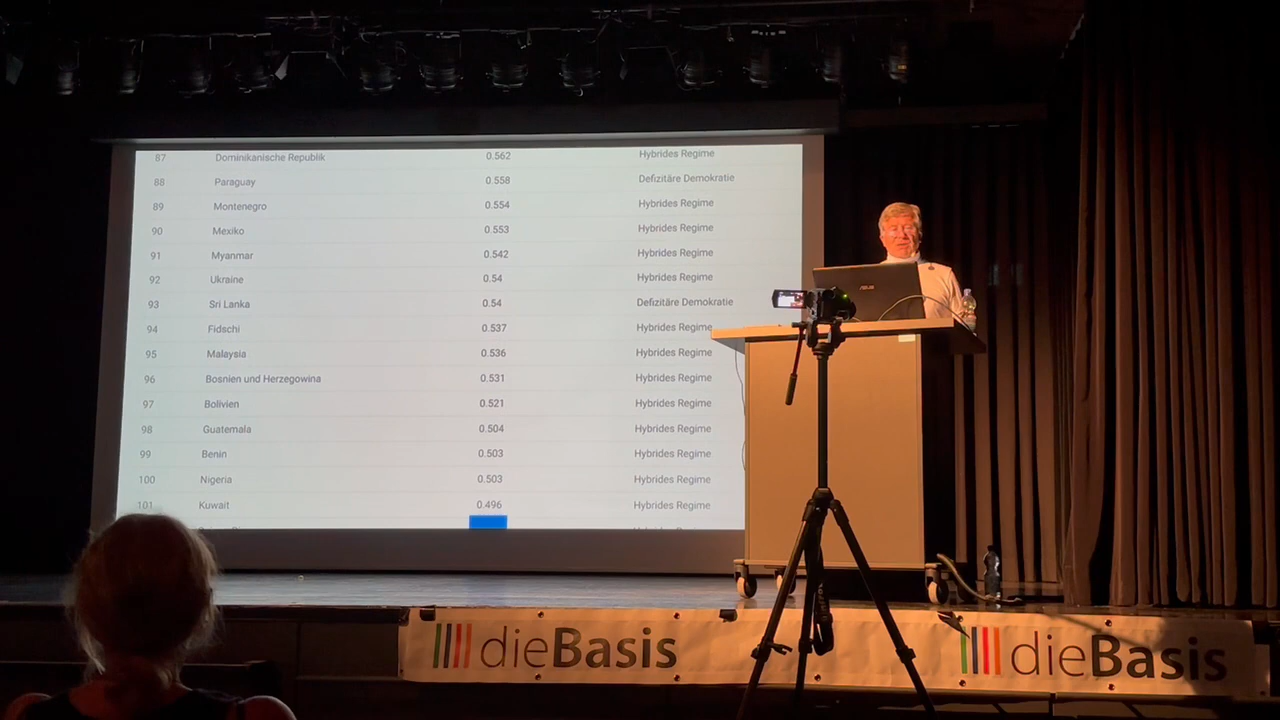 87 Dominikanische Republik 0.562 Hybrides Regime
88 Paraguay 0.558 Defizitäre Demokratie
89 Montenegro 0.554 Hybrides Regime
90 Mexiko 0.553 Hybrides Regime
91 Myanmar 0.542 Hybrides Regime
92 Ukraine 0.54 Hybrides Regime
93 Sri Lanka 0.54 Defizitäre Demokratie
94 Fidschi 0.537 Hybrides Regime
95 Malaysia 0.536 Hybrides Regime
96 Bosnien und Herzegowina 0.531 Hybrides Regime
97 Bolivien 0.521 Hybrides Regime
98 Guatemala 0.504 Hybrides Regime
99 Benin 0.503 Hybrides Regime
100 Nigeria 0.503 Hybrides Regime
101 Kuwait 0.496 Hybrides Regime
ASUS
dieBasis
dieBasis